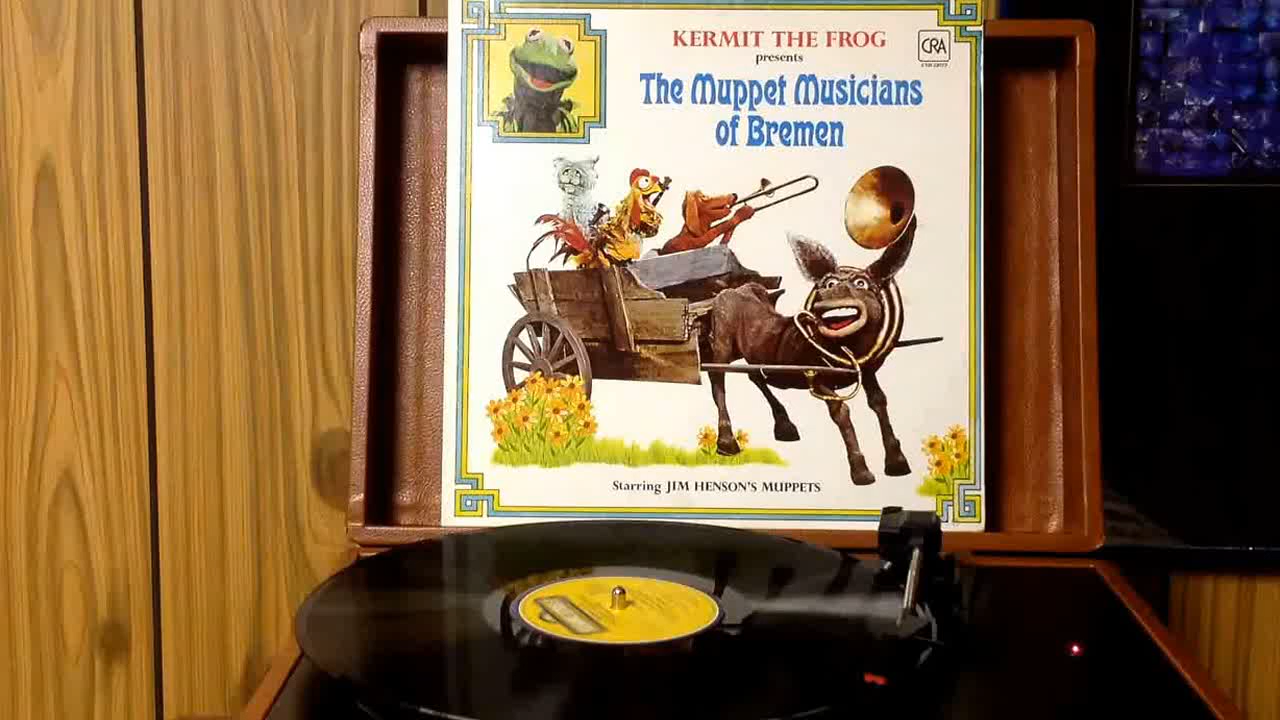 KERMIT THE FROG
presents
CRA
The Muppet Musicians
of Bremen
Starring JIM HENSON'S MUPPETS